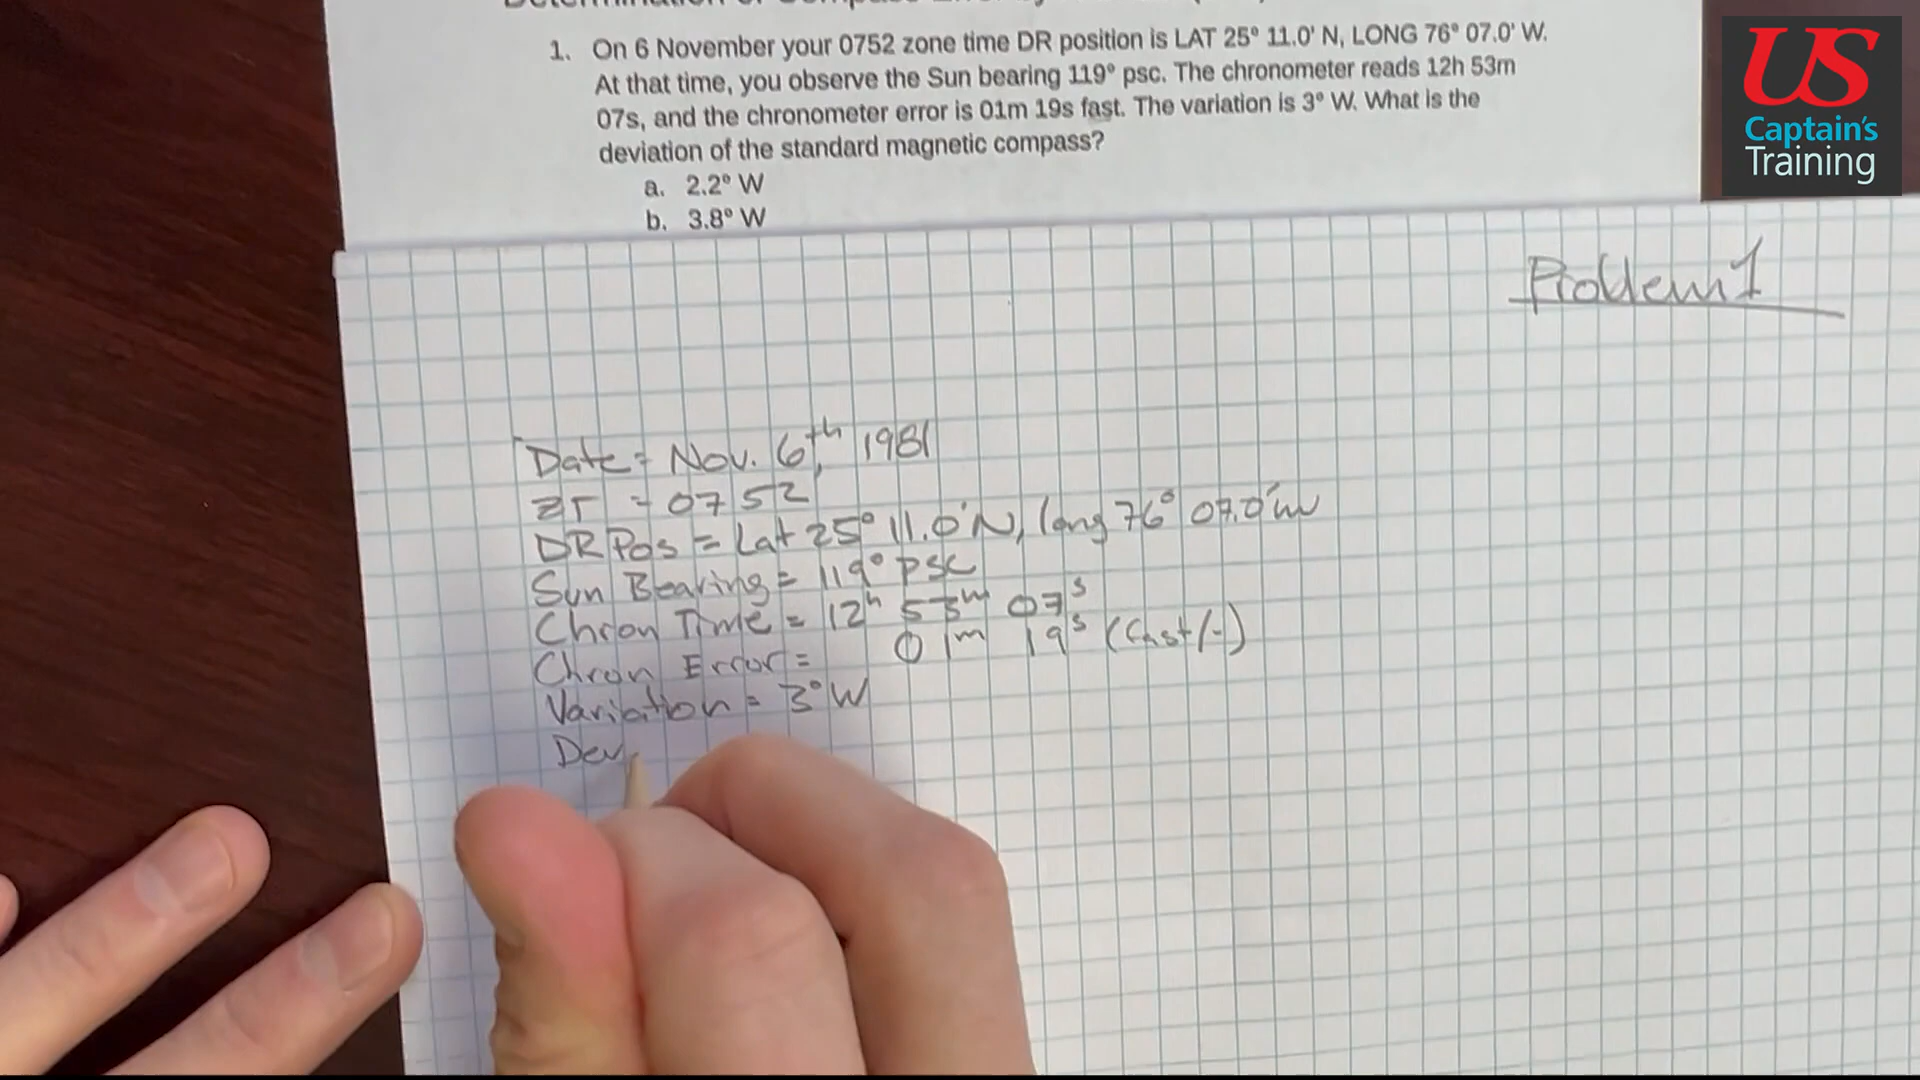 1. On 6 November your 0752 zone time DR position is LAT 25° 11.0' N, LONG 76° 07.0' W.
At that time, you observe the Sun bearing 119° psc. The chronometer reads 12h 53m
07s, and the chronometer error is 01m 19s fast. The variation is 3° W. What is the
deviation of the standard magnetic compass?
a. 2.2° W
b. 3.8° W
US
Captain's
Training
Problem 1
Date = Nov. 6th, 1981
ZT = 0752
DR Pos = Lat 25° 11.0' N, long 76° 07.0' W
Sun Bearing = 119° psc
Chron Time = 12h 53m 07s
Chron Error = 01m 19s (fast/-)
Variation = 3° W
Dev